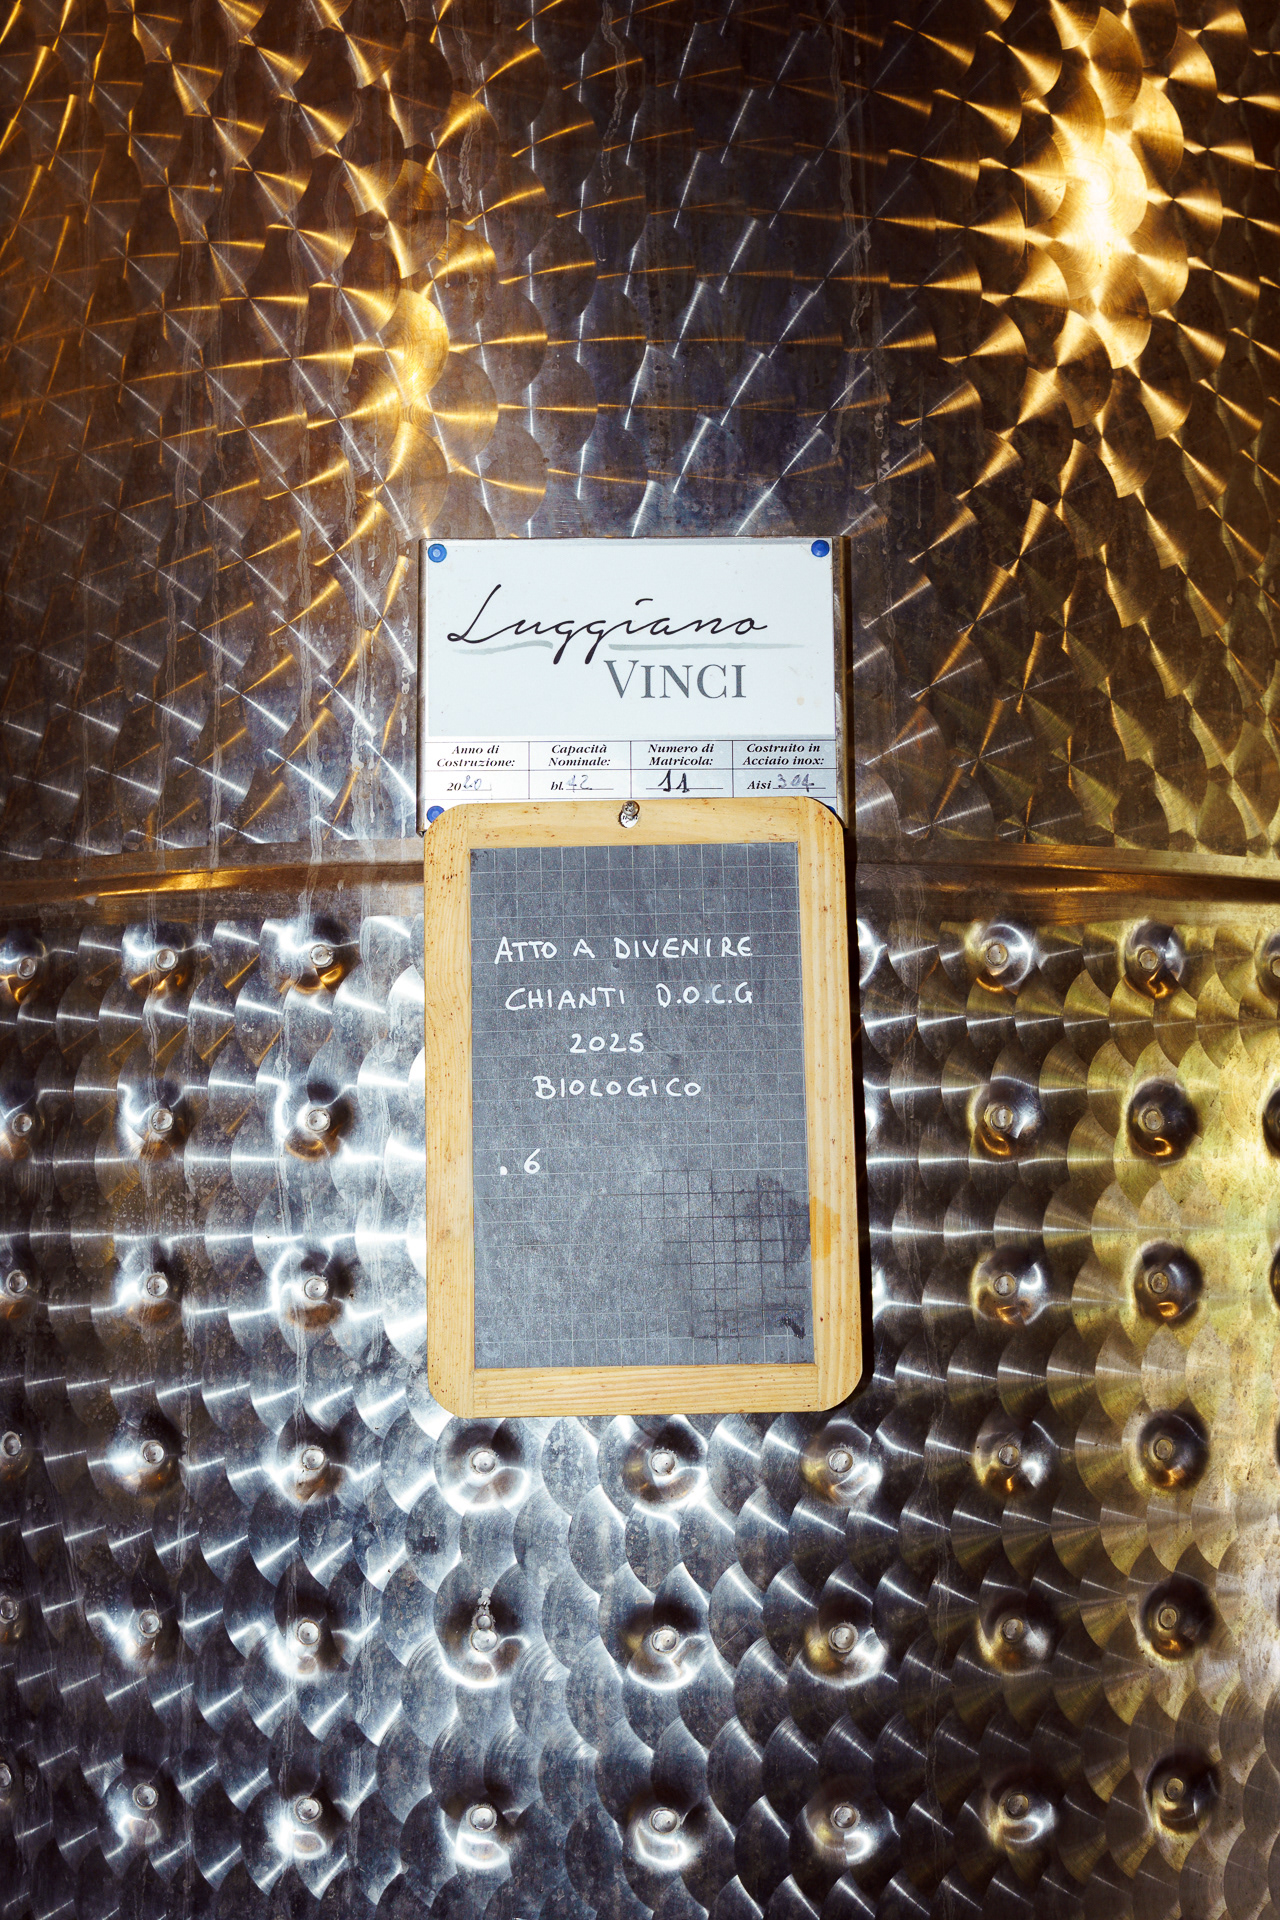 Luggiano
VINCI
Anno di Costruzione: Capacità Nominale: Numero di Matricola: Costruito in Acciaio inox:
2020 hl. 42 11 Aisi 304
ATTO A DIVENIRE
CHIANTI D.O.C.G
2025
BIOLOGICO
. 6